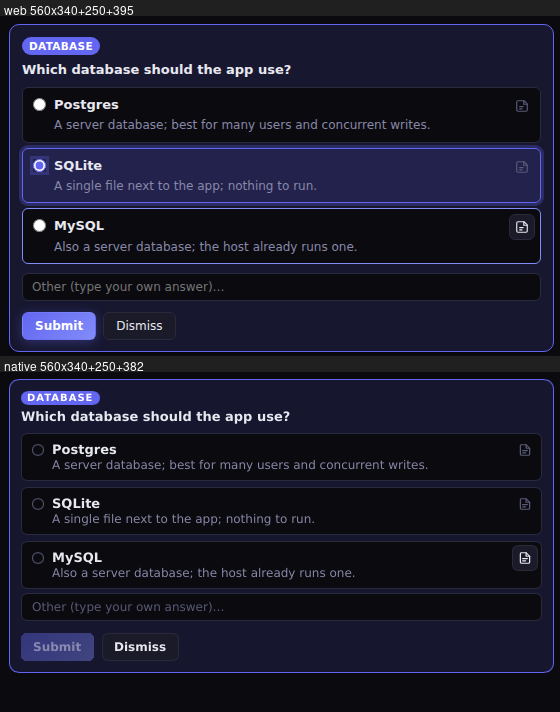 web 560x340+250+395
DATABASE
Which database should the app use?
Postgres
A server database; best for many users and concurrent writes.
SQLite
A single file next to the app; nothing to run.
MySQL
Also a server database; the host already runs one.
Other (type your own answer)...
Submit Dismiss
native 560x340+250+382
DATABASE
Which database should the app use?
Postgres
A server database; best for many users and concurrent writes.
SQLite
A single file next to the app; nothing to run.
MySQL
Also a server database; the host already runs one.
Other (type your own answer)...
Submit Dismiss